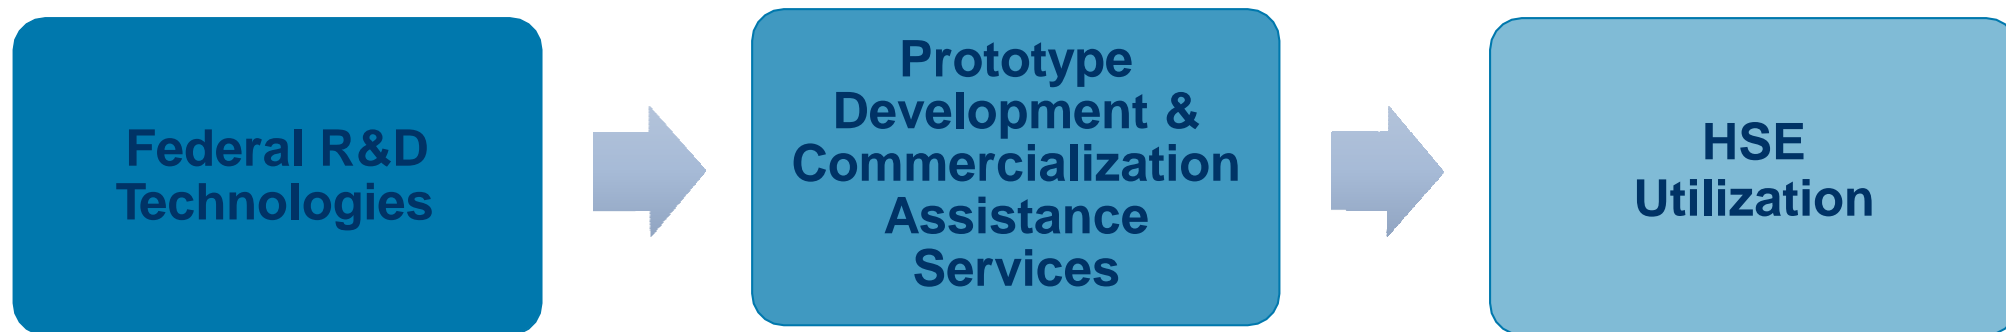 Federal R&D
Technologies
Prototype
Development &
Commercialization
Assistance
Services
HSE
Utilization